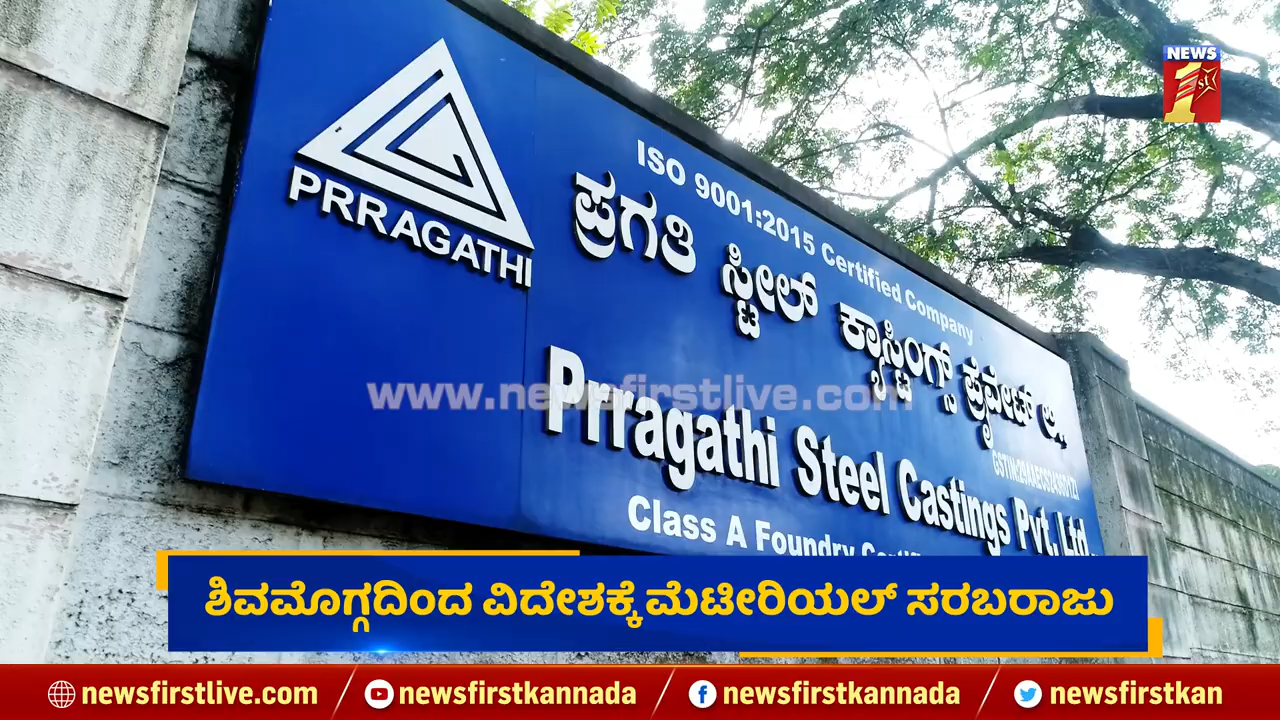 NEWS
1st
PRRAGATHI
ISO 9001:2015 Certified Company
ಪ್ರಗತಿ ಸ್ಟೀಲ್ ಕ್ಯಾಸ್ಟಿಂಗ್ಸ್ ಪ್ರೈವೇಟ್ ಲಿ.,
www.newsfirstlive.com
Prragathi Steel Castings Pvt. Ltd.,
Class A Foundry
ಶಿವಮೊಗ್ಗದಿಂದ ವಿದೇಶಕ್ಕೆ ಮೆಟೀರಿಯಲ್ ಸರಬರಾಜು
newsfirstlive.com
newsfirstkannada
newsfirstkannada
newsfirstkan